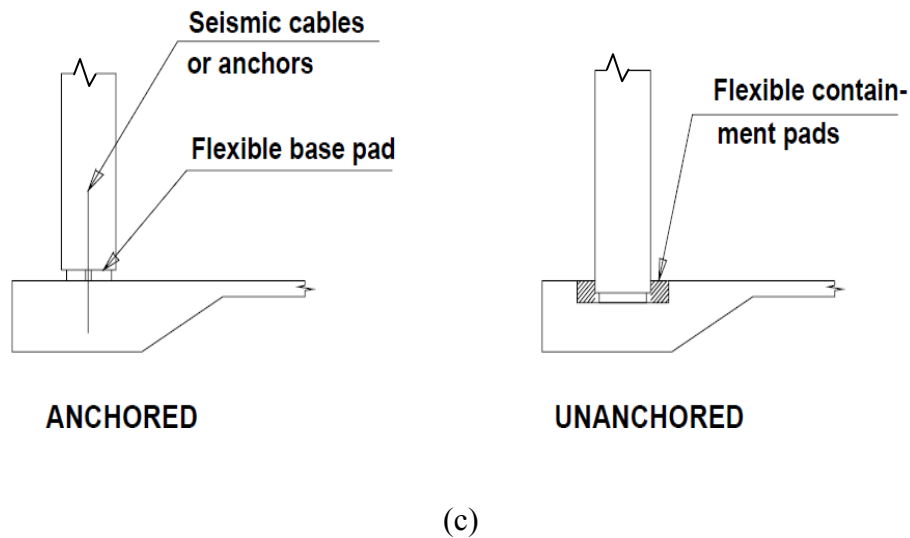 Seismic cables
or anchors
Flexible base pad
Flexible contain-
ment pads
ANCHORED
UNANCHORED
(c)